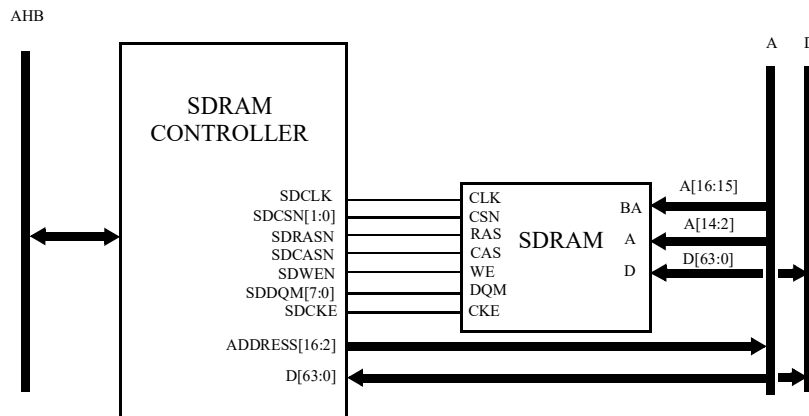 AHB
A D
SDRAM
CONTROLLER
SDCLK
SDCSN[1:0]
SDRASN
SDCASN
SDWEN
SDDQM[7:0]
SDCKE
ADDRESS[16:2]
D[63:0]
CLK
CSN
RAS
CAS
WE
DQM
CKE
SDRAM
BA
A
D
A[16:15]
A[14:2]
D[63:0]